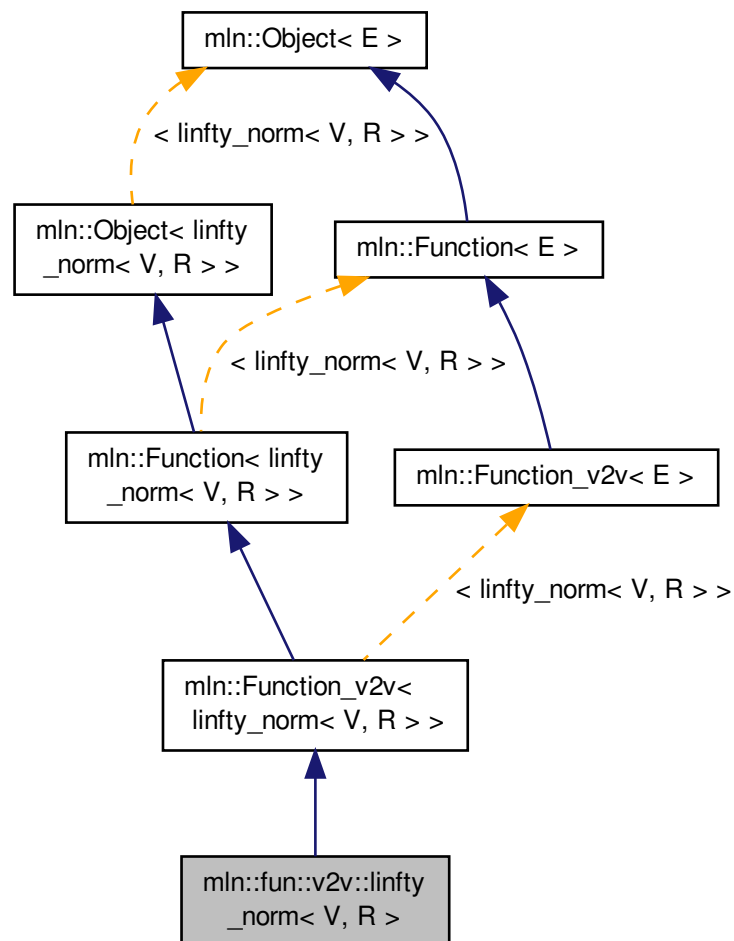 mln::Object< E >
< linfty_norm< V, R > >
mln::Object< linfty
_norm< V, R > >
mln::Function< E >
< linfty_norm< V, R > >
mln::Function< linfty
_norm< V, R > >
mln::Function_v2v< E >
< linfty_norm< V, R > >
mln::Function_v2v<
linfty_norm< V, R > >
mln::fun::v2v::linfty
_norm< V, R >